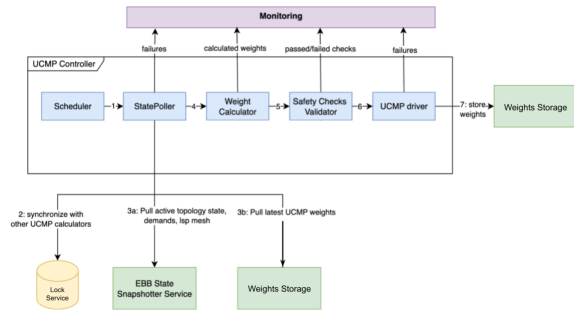 Monitoring
failures
calculated weights
passed/failed checks
failures
UCMP Controller
Scheduler
1
StatePoller
4
Weight
Calculator
5
Safety Checks
Validator
6
UCMP driver
7: store
weights
Weights Storage
2: synchronize with
other UCMP calculators
3a: Pull active topology state,
demands, lsp mesh
3b: Pull latest UCMP weights
Lock
Service
EBB State
Snapshotter Service
Weights Storage